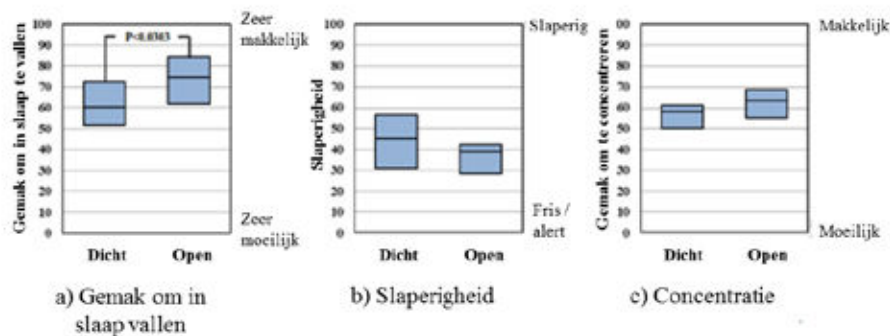 Gemak om in slaap te vallen
100
90
80
70
60
50
40
30
20
10
0
P<0.0303
Zeer
makkelijk
Zeer
moeilijk
Dicht Open
a) Gemak om in
slaap vallen
Slaperigheid
100
90
80
70
60
50
40
30
20
10
0
Slaperig
Fris /
alert
Dicht Open
b) Slaperigheid
Gemak om te concentreren
100
90
80
70
60
50
40
30
20
10
0
Makkelijk
Moeilijk
Dicht Open
c) Concentratie